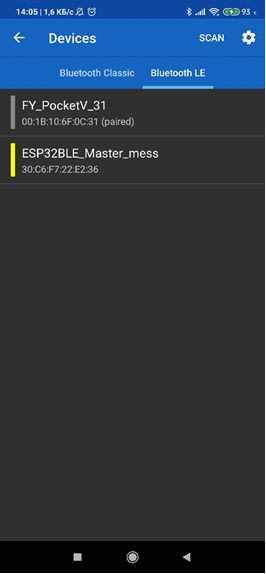 14:05 | 1,6 КБ/с
93
Devices
SCAN
Bluetooth Classic
Bluetooth LE
FY_PocketV_31
00:1B:10:6F:0C:31 (paired)
ESP32BLE_Master_mess
30:C6:F7:22:E2:36